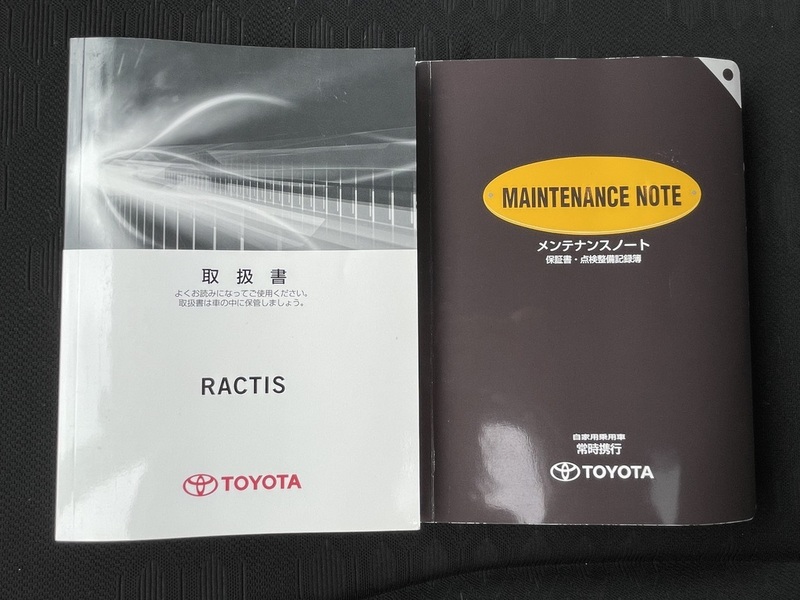 取扱書
よくお読みになってご使用ください。
取扱書は車の中に保管しましょう。
RACTIS
TOYOTA
MAINTENANCE NOTE
メンテナンスノート
保証書・点検整備記録簿
自家用乗用車
常時携行
TOYOTA